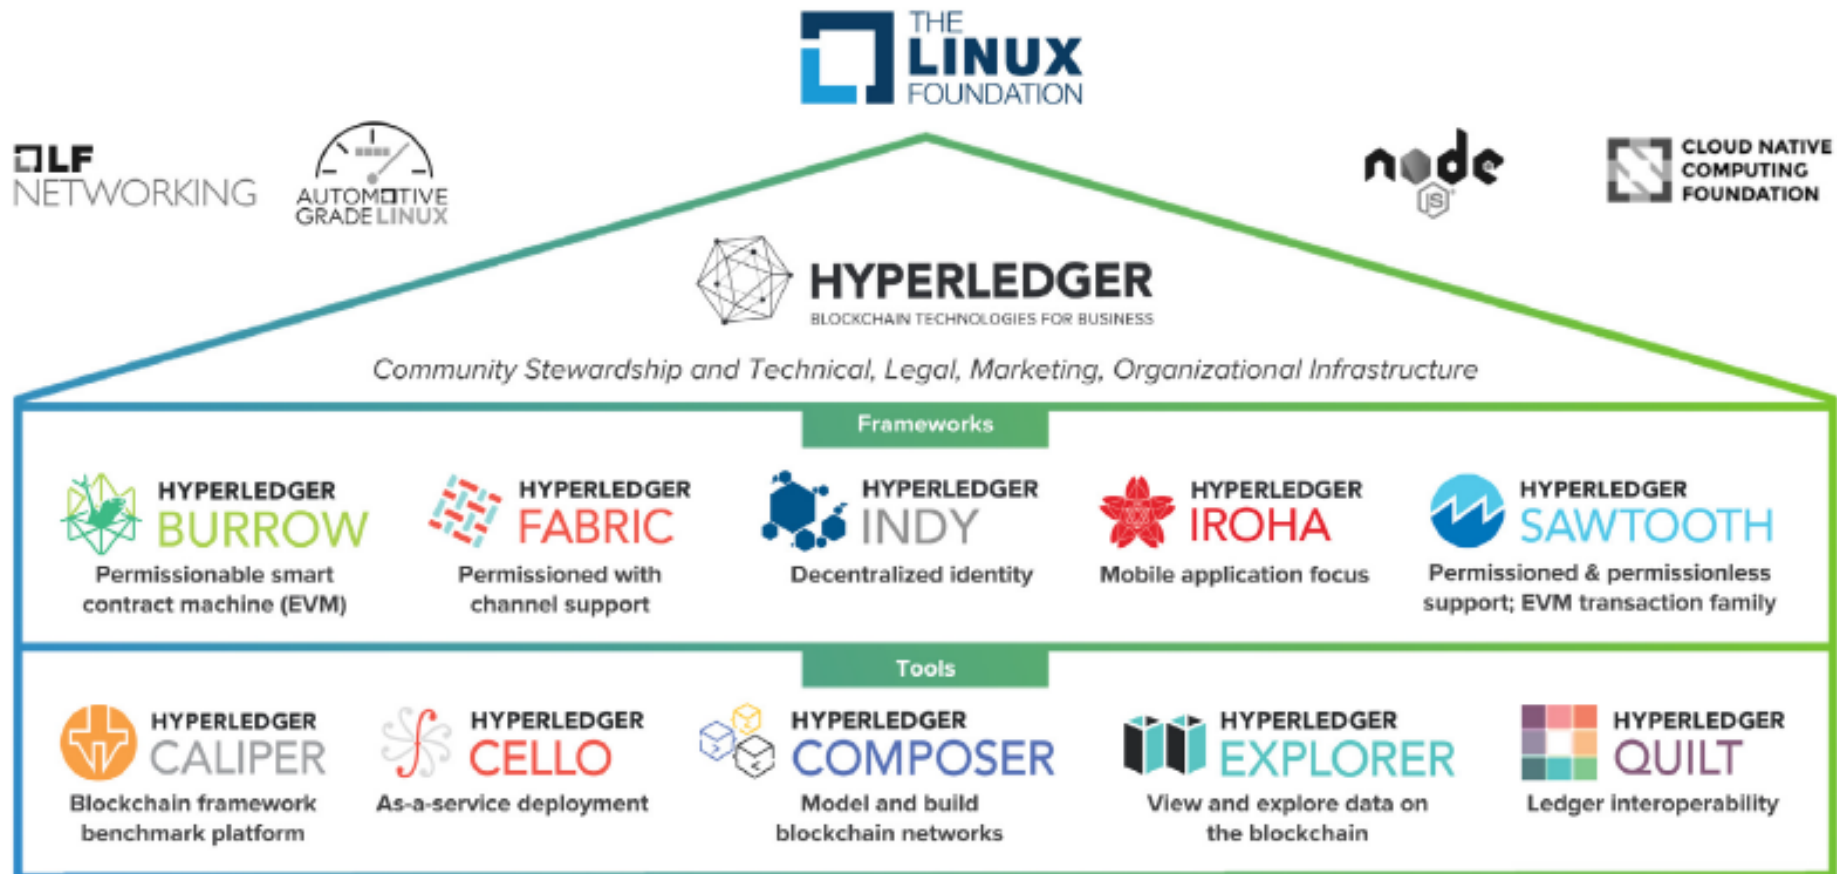 THE
LINUX
FOUNDATION
LF
NETWORKING
AUTOMOTIVE
GRADE LINUX
node
JS
CLOUD NATIVE
COMPUTING
FOUNDATION
HYPERLEDGER
BLOCKCHAIN TECHNOLOGIES FOR BUSINESS
Community Stewardship and Technical, Legal, Marketing, Organizational Infrastructure
Frameworks
HYPERLEDGER
BURROW
Permissionable smart
contract machine (EVM)
HYPERLEDGER
FABRIC
Permissioned with
channel support
HYPERLEDGER
INDY
Decentralized identity
HYPERLEDGER
IROHA
Mobile application focus
HYPERLEDGER
SAWTOOTH
Permissioned & permissionless
support; EVM transaction family
Tools
HYPERLEDGER
CALIPER
Blockchain framework
benchmark platform
HYPERLEDGER
CELLO
As-a-service deployment
HYPERLEDGER
COMPOSER
Model and build
blockchain networks
HYPERLEDGER
EXPLORER
View and explore data on
the blockchain
HYPERLEDGER
QUILT
Ledger interoperability